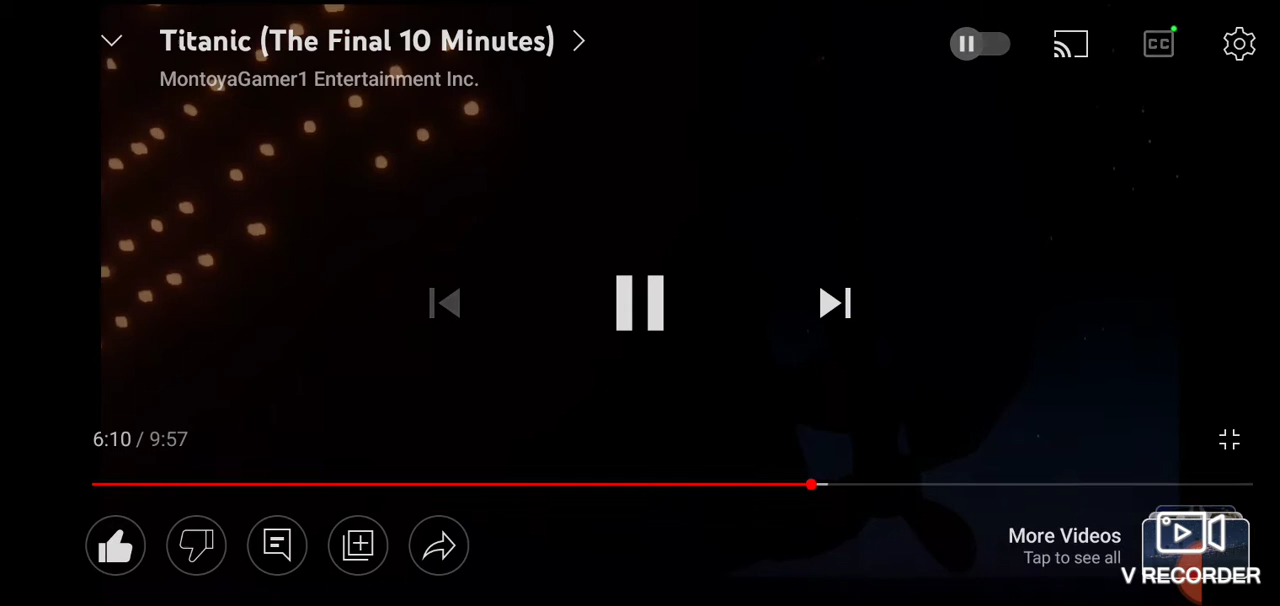 Titanic (The Final 10 Minutes)
MontoyaGamer1 Entertainment Inc.
CC
6:10 / 9:57
More Videos
Tap to see all
V RECORDER